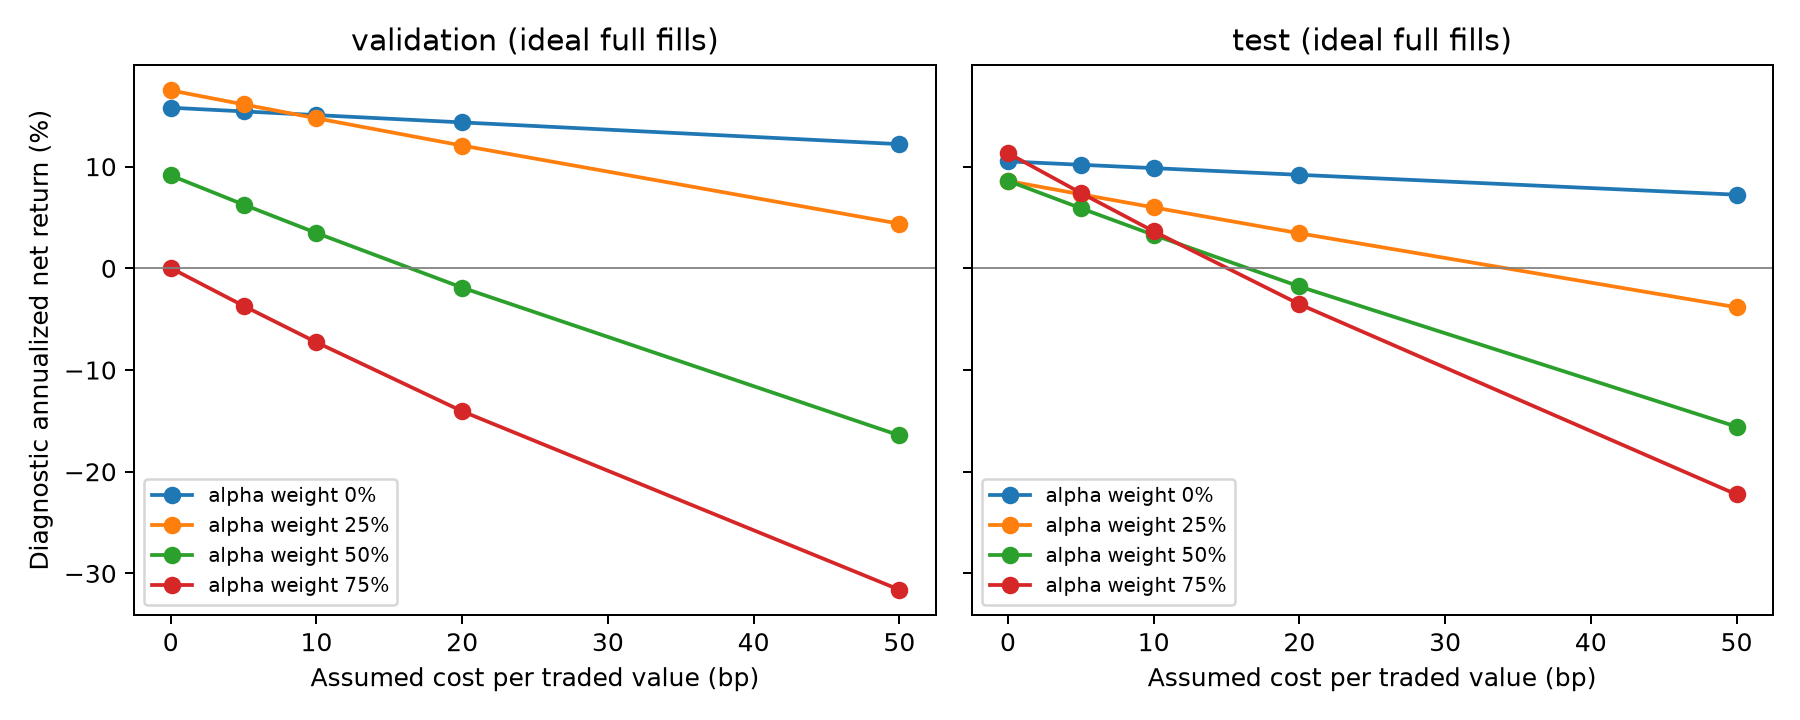 validation (ideal full fills)
test (ideal full fills)
Diagnostic annualized net return (%)
10
0
−10
−20
−30
alpha weight 0%
alpha weight 25%
alpha weight 50%
alpha weight 75%
alpha weight 0%
alpha weight 25%
alpha weight 50%
alpha weight 75%
0 10 20 30 40 50
0 10 20 30 40 50
Assumed cost per traded value (bp)
Assumed cost per traded value (bp)